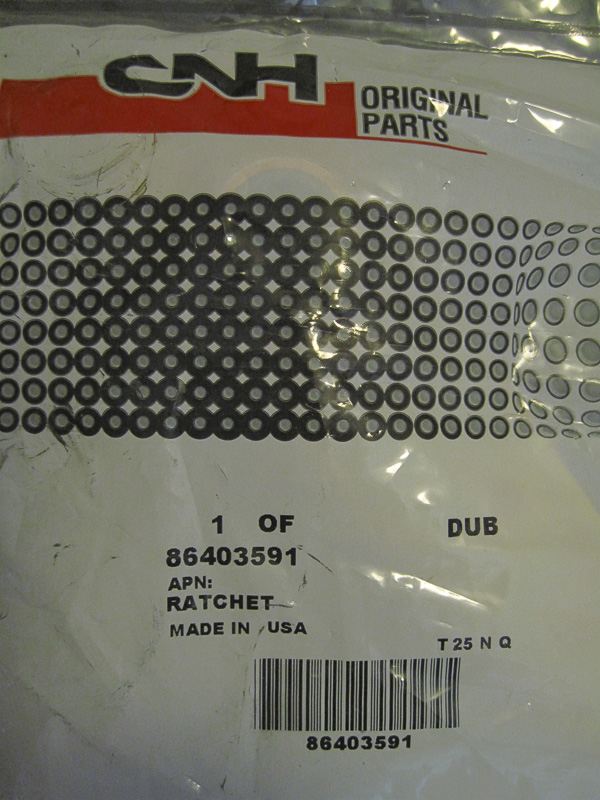 CNH
ORIGINAL
PARTS
1 OF DUB
86403591
APN:
RATCHET
MADE IN USA
T 25 N Q
86403591